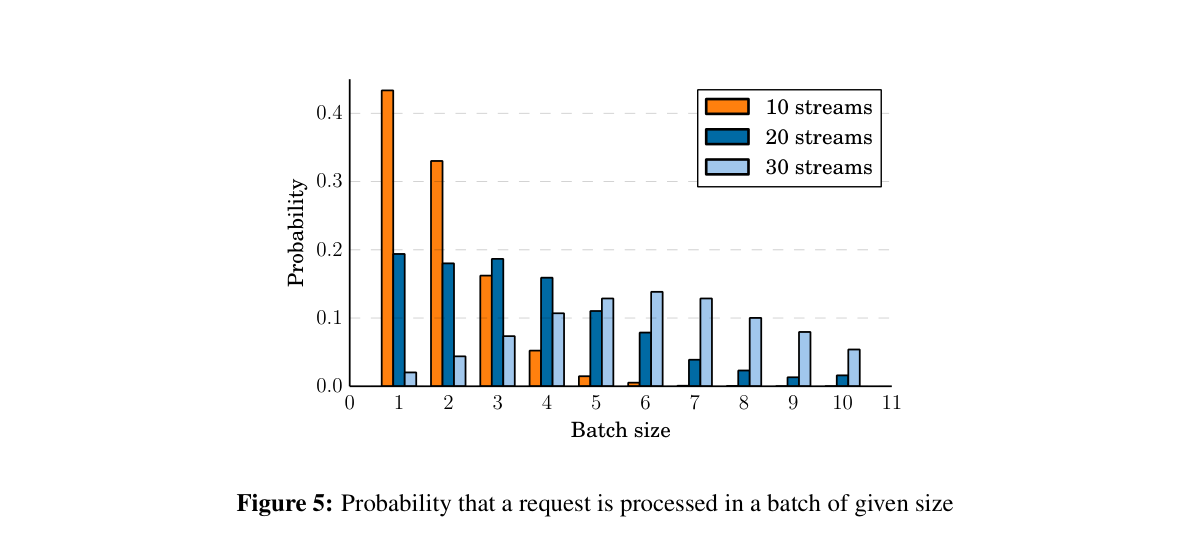 0.4
0.3
0.2
0.1
0.0
Probability
10 streams
20 streams
30 streams
0 1 2 3 4 5 6 7 8 9 10 11
Batch size
Figure 5: Probability that a request is processed in a batch of given size